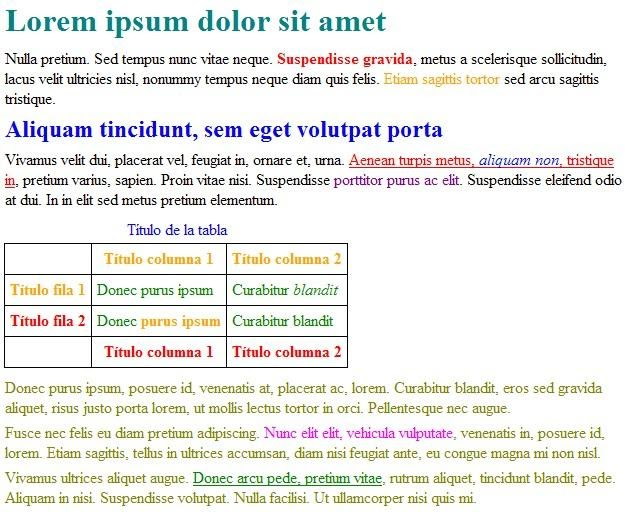 Lorem ipsum dolor sit amet
Nulla pretium. Sed tempus nunc vitae neque. Suspendisse gravida, metus a scelerisque sollicitudin,
lacus velit ultricies nisl, nonummy tempus neque diam quis felis. Etiam sagittis tortor sed arcu sagittis
tristique.
Aliquam tincidunt, sem eget volutpat porta
Vivamus velit dui, placerat vel, feugiat in, ornare et, urna. Aenean turpis metus, aliquam non, tristique
in, pretium varius, sapien. Proin vitae nisi. Suspendisse porttitor purus ac elit. Suspendisse eleifend odio
at dui. In in elit sed metus pretium elementum.
Título de la tabla
Título columna 1 Título columna 2
Título fila 1 Donec purus ipsum Curabitur blandit
Título fila 2 Donec purus ipsum Curabitur blandit
Título columna 1 Título columna 2
Donec purus ipsum, posuere id, venenatis at, placerat ac, lorem. Curabitur blandit, eros sed gravida
aliquet, risus justo porta lorem, ut mollis lectus tortor in orci. Pellentesque nec augue.
Fusce nec felis eu diam pretium adipiscing. Nunc elit elit, vehicula vulputate, venenatis in, posuere id,
lorem. Etiam sagittis, tellus in ultrices accumsan, diam nisi feugiat ante, eu congue magna mi non nisl.
Vivamus ultrices aliquet augue. Donec arcu pede, pretium vitae, rutrum aliquet, tincidunt blandit, pede.
Aliquam in nisi. Suspendisse volutpat. Nulla facilisi. Ut ullamcorper nisi quis mi.